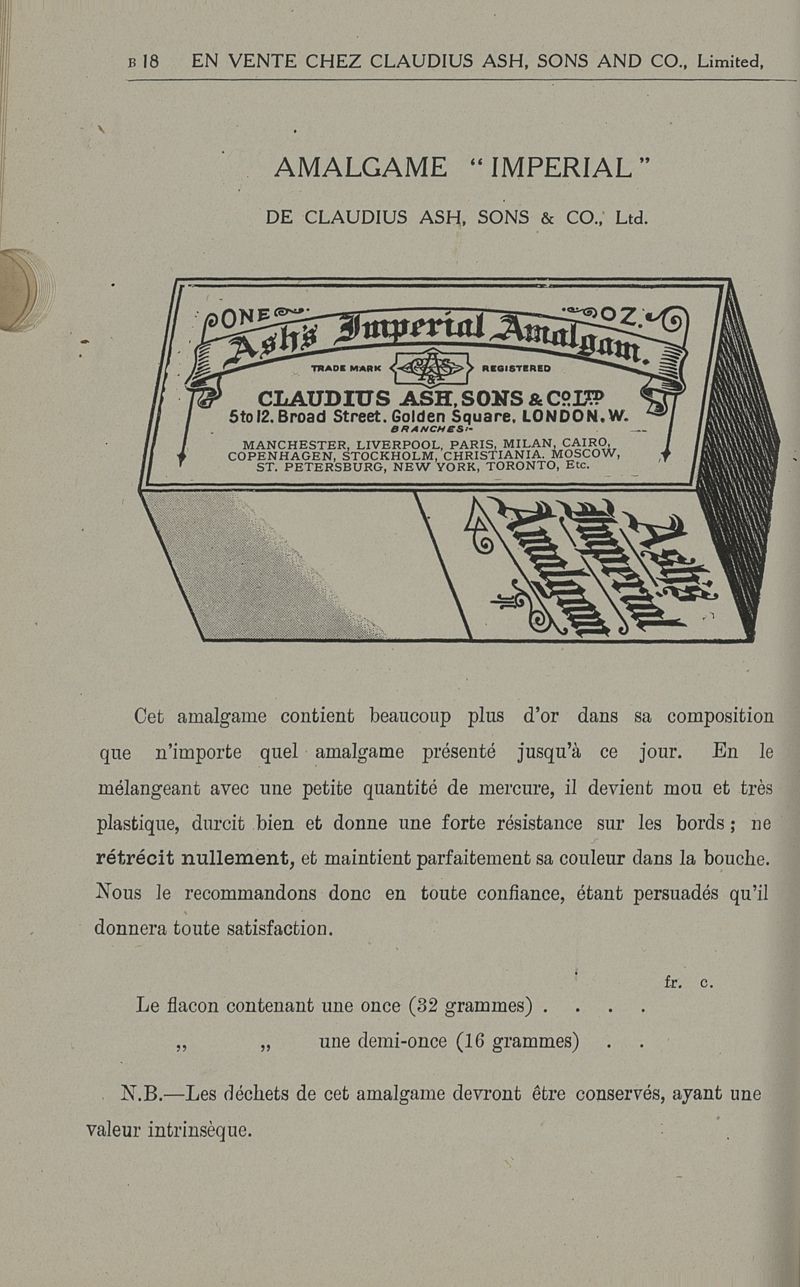 B 18 EN VENTE CHEZ CLAUDIUS ASH, SONS AND CO., Limited,
AMALGAME "IMPERIAL"
DE CLAUDIUS ASH, SONS & CO., Ltd.
ONE OZ.
Ash's Imperial Amalgam.
TRADE MARK REGISTERED
CLAUDIUS ASH, SONS & CO. LTD
5 to 12. Broad Street. Golden Square, LONDON. W.
BRANCHES:-
MANCHESTER, LIVERPOOL, PARIS, MILAN, CAIRO,
COPENHAGEN, STOCKHOLM, CHRISTIANIA. MOSCOW,
ST. PETERSBURG, NEW YORK, TORONTO, Etc.
Ash's
Imperial
Amalgam
Cet amalgame contient beaucoup plus d'or dans sa composition
que n'importe quel amalgame présenté jusqu'à ce jour. En le
mélangeant avec une petite quantité de mercure, il devient mou et très
plastique, durcit bien et donne une forte résistance sur les bords; ne
rétrécit nullement, et maintient parfaitement sa couleur dans la bouche.
Nous le recommandons donc en toute confiance, étant persuadés qu'il
donnera toute satisfaction.
fr. c.
Le flacon contenant une once (32 grammes) . . . .
„ „ une demi-once (16 grammes) . .
N.B.—Les déchets de cet amalgame devront être conservés, ayant une
valeur intrinsèque.